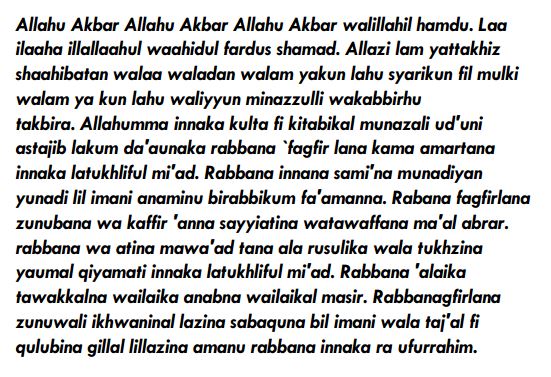 Allahu Akbar Allahu Akbar Allahu Akbar walillahil hamdu. Laa
ilaaha illallaahul waahidul fardus shamad. Allazi lam yattakhiz
shaahibatan walaa waladan walam yakun lahu syarikun fil mulki
walam ya kun lahu waliyyun minazzulli wakabbirhu
takbira. Allahumma innaka kulta fi kitabikal munazali ud'uni
astajib lakum da'aunaka rabbana `fagfir lana kama amartana
innaka latukhliful mi'ad. Rabbana innana sami'na munadiyan
yunadi lil imani anaminu birabbikum fa'amanna. Rabana fagfirlana
zunubana wa kaffir 'anna sayyiatina watawaffana ma'al abrar.
rabbana wa atina mawa'ad tana ala rusulika wala tukhzina
yaumal qiyamati innaka latukhliful mi'ad. Rabbana 'alaika
tawakkalna wailaika anabna wailaikal masir. Rabbanagfirlana
zunuwali ikhwaninal lazina sabaquna bil imani wala taj'al fi
qulubina gillal lillazina amanu rabbana innaka ra ufurrahim.